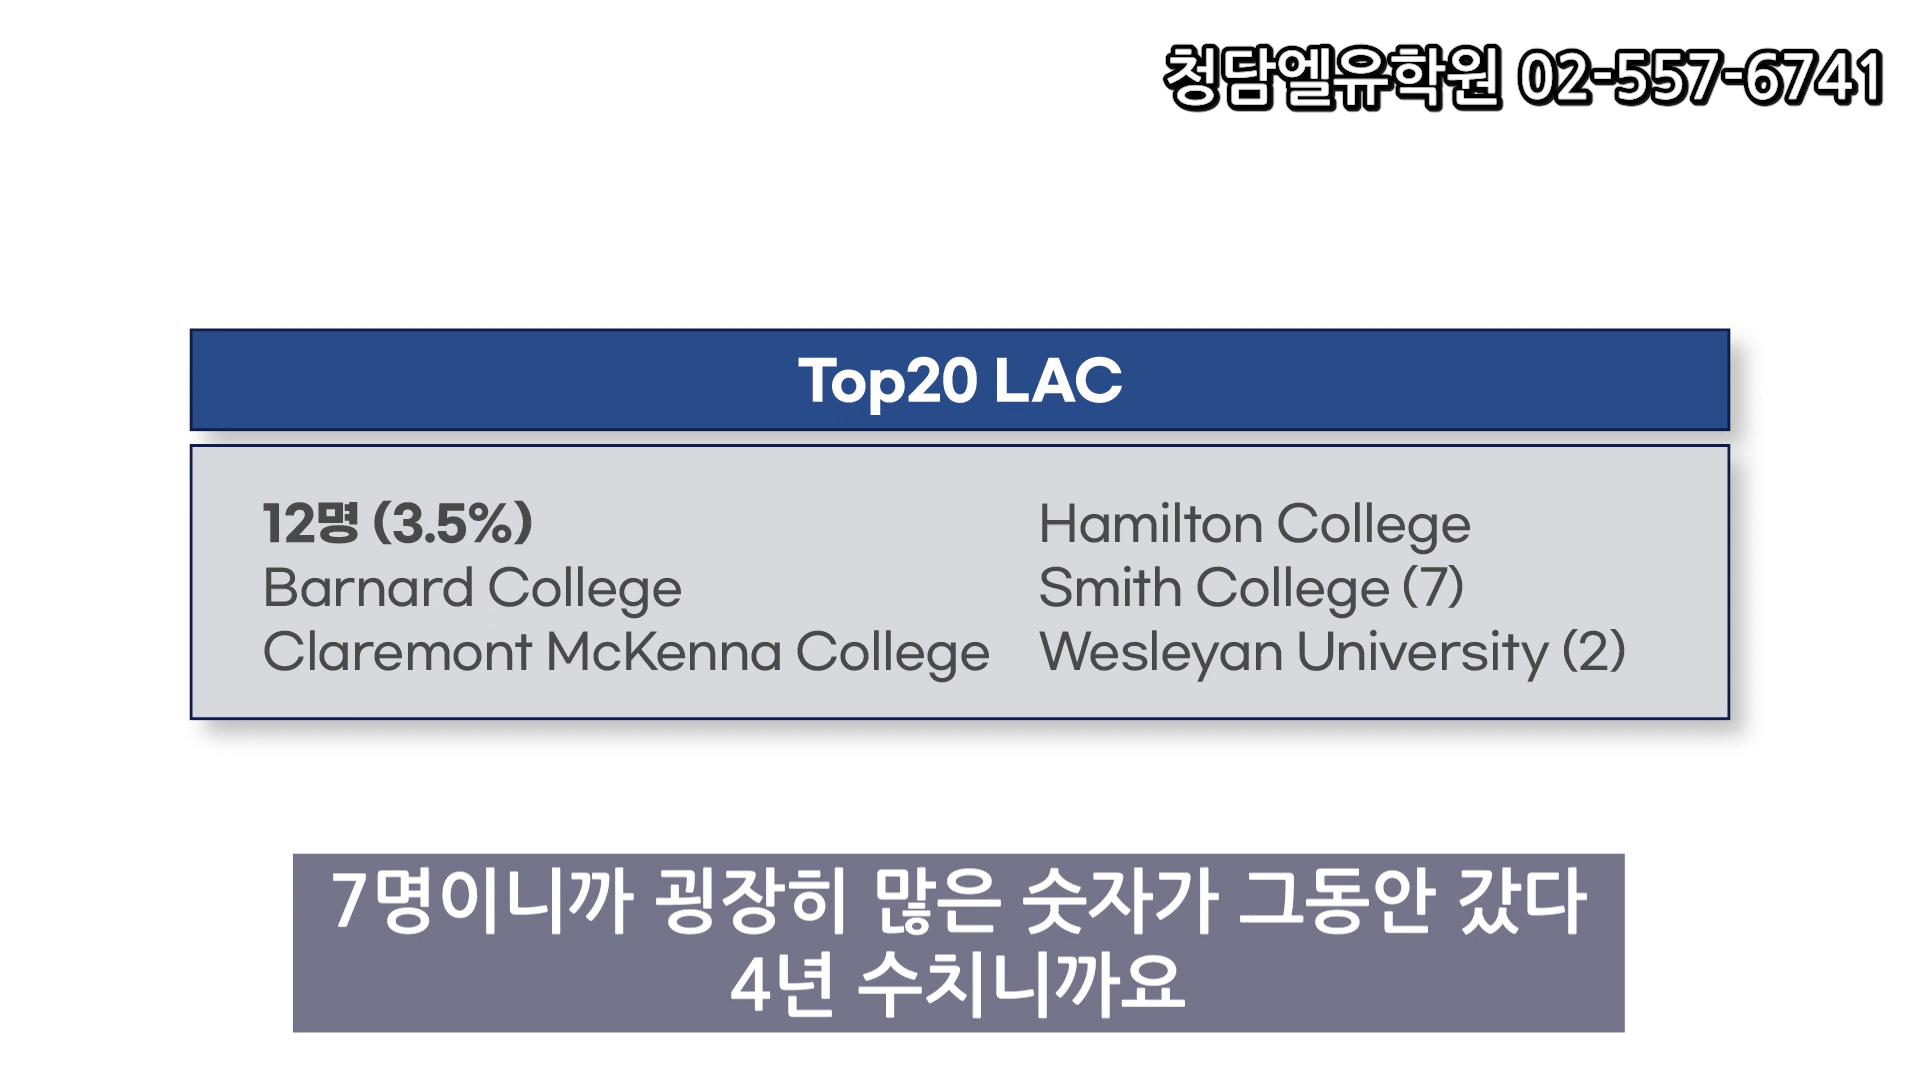 청담엘유학원 02-557-6741
Top20 LAC
12명 (3.5%)
Barnard College
Claremont McKenna College
Hamilton College
Smith College (7)
Wesleyan University (2)
7명이니까 굉장히 많은 숫자가 그동안 갔다
4년 수치니까요